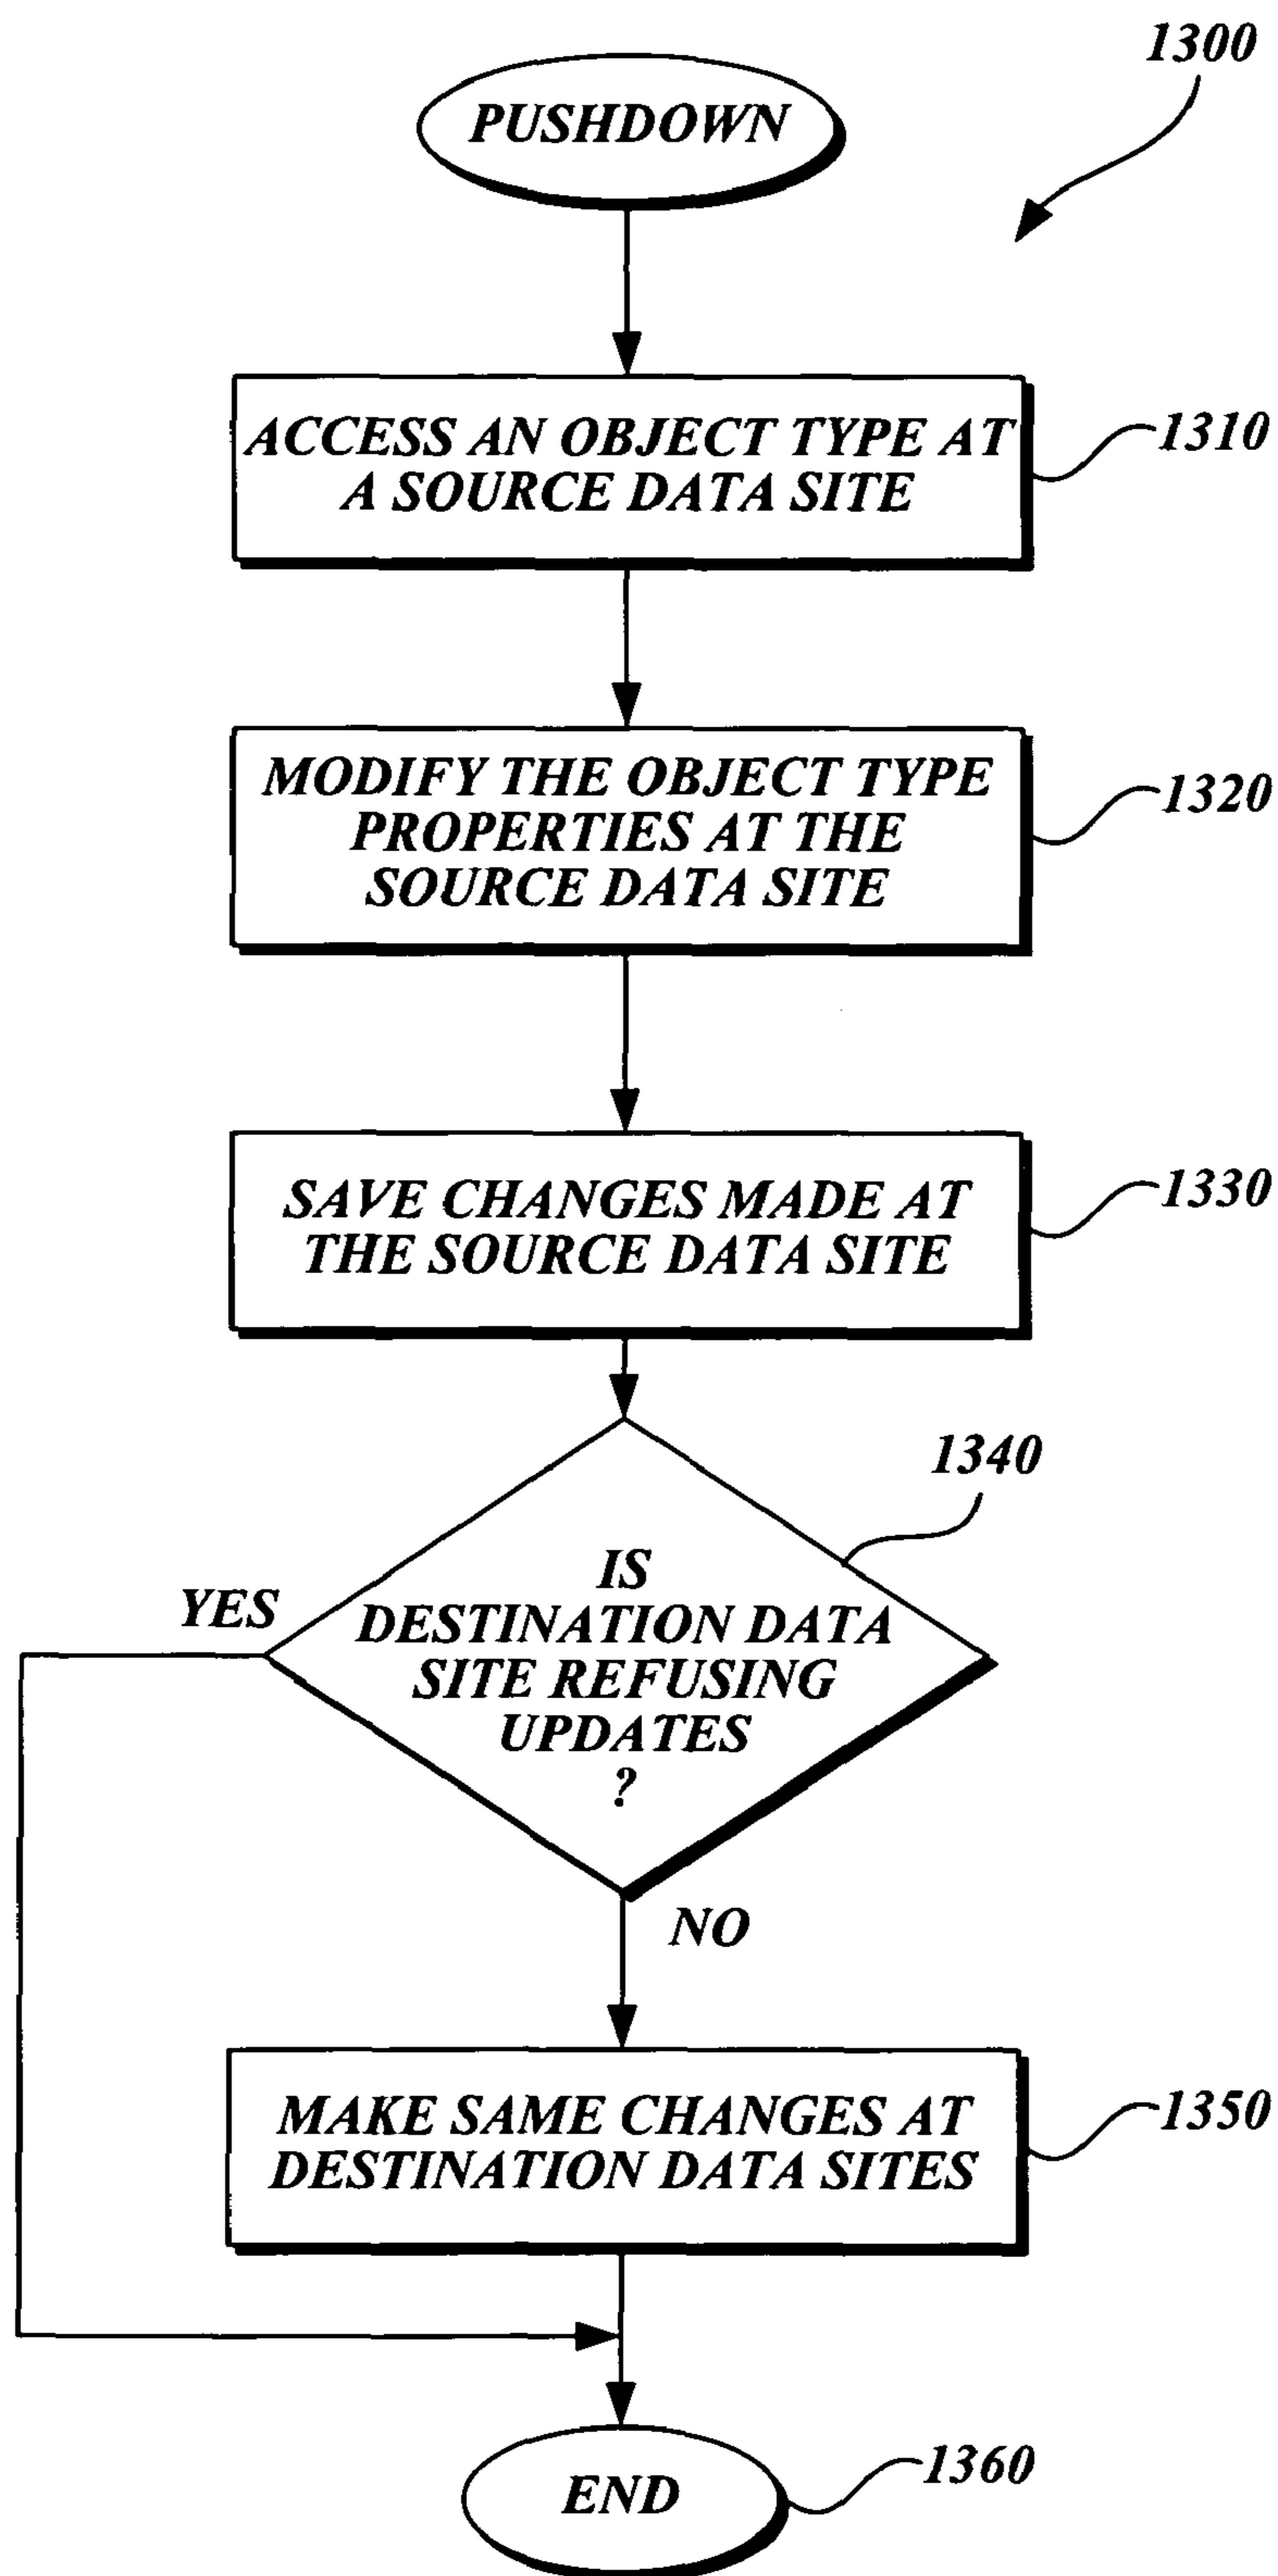 1300
PUSHDOWN
ACCESS AN OBJECT TYPE AT
A SOURCE DATA SITE
1310
MODIFY THE OBJECT TYPE
PROPERTIES AT THE
SOURCE DATA SITE
1320
SAVE CHANGES MADE AT
THE SOURCE DATA SITE
1330
1340
IS
DESTINATION DATA
SITE REFUSING
UPDATES
?
YES
NO
MAKE SAME CHANGES AT
DESTINATION DATA SITES
1350
END
1360